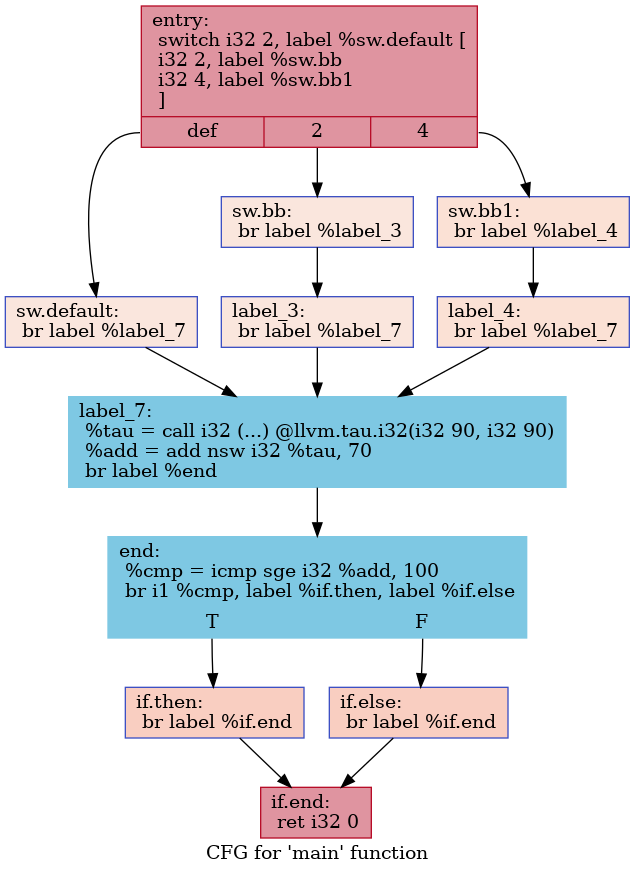 entry:
switch i32 2, label %sw.default [
i32 2, label %sw.bb
i32 4, label %sw.bb1
]
def 2 4
sw.bb:
br label %label_3
sw.bb1:
br label %label_4
sw.default:
br label %label_7
label_3:
br label %label_7
label_4:
br label %label_7
label_7:
%tau = call i32 (...) @llvm.tau.i32(i32 90, i32 90)
%add = add nsw i32 %tau, 70
br label %end
end:
%cmp = icmp sge i32 %add, 100
br i1 %cmp, label %if.then, label %if.else
T F
if.then:
br label %if.end
if.else:
br label %if.end
if.end:
ret i32 0
CFG for 'main' function